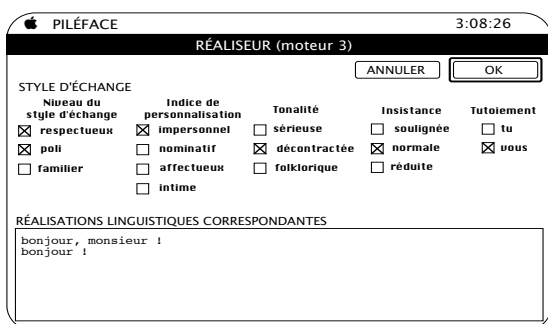 PILÉFACE 3:08:26
RÉALISEUR (moteur 3)
ANNULER OK
STYLE D'ÉCHANGE
Niveau du style d'échange
respectueux
poli
familier
Indice de personnalisation
impersonnel
nominatif
affectueux
intime
Tonalité
sérieuse
décontractée
folklorique
Insistance
soulignée
normale
réduite
Tutoiement
tu
vous
RÉALISATIONS LINGUISTIQUES CORRESPONDANTES
bonjour, monsieur !
bonjour !